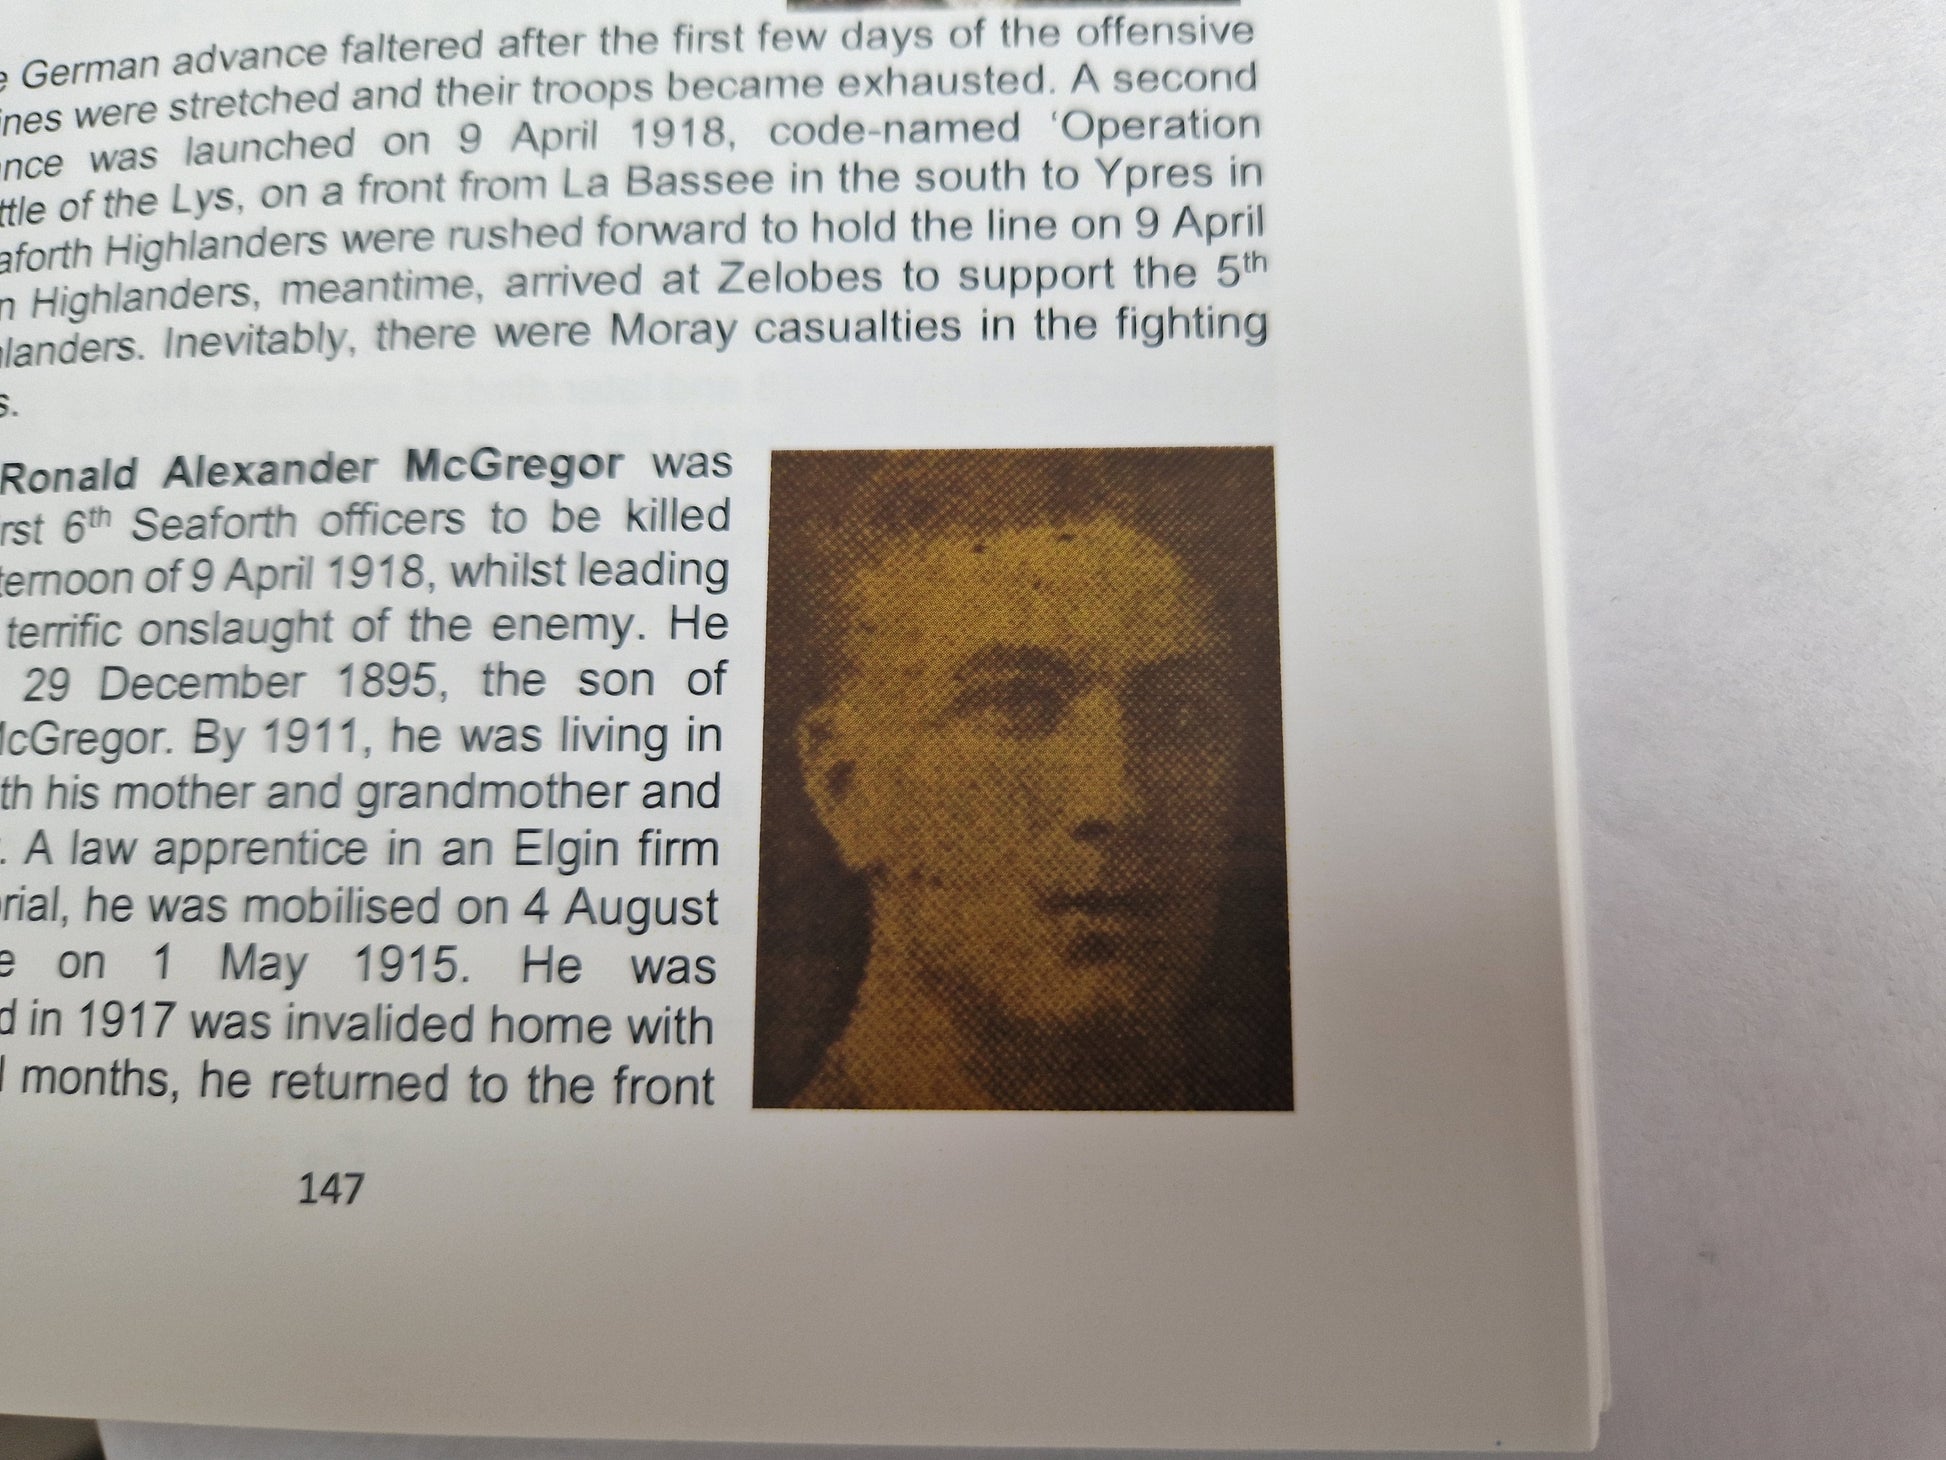 German advance faltered after the first few days of the offensive
were stretched and their troops became exhausted. A second
was launched on 9 April 1918, code-named ‘Operation
of the Lys, on a front from La Bassee in the south to Ypres in
Highlanders were rushed forward to hold the line on 9 April
Highlanders, meantime, arrived at Zelobes to support the 5th
Inevitably, there were Moray casualties in the fighting
s.
Ronald Alexander McGregor was
6th Seaforth officers to be killed
of 9 April 1918, whilst leading
terrific onslaught of the enemy. He
29 December 1895, the son of
cGregor. By 1911, he was living in
th his mother and grandmother and
. A law apprentice in an Elgin firm
rial, he was mobilised on 4 August
e on 1 May 1915. He was
d in 1917 was invalided home with
months, he returned to the front
147